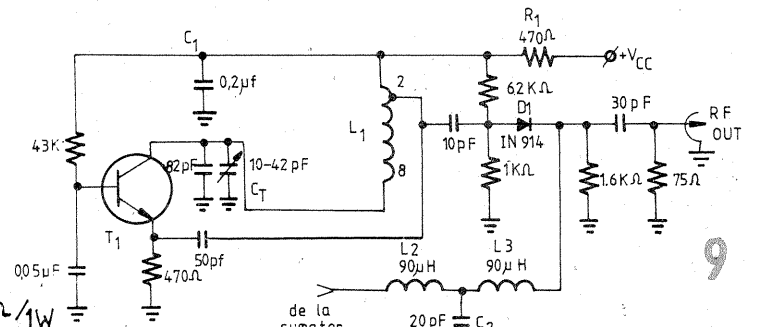 R1
470Ω
C1
+VCC
2
0,2µf
6.2KΩ
D1
30pF
RF
OUT
L1
43K
10pF
IN 914
82pF
10-42 pF
8
1KΩ
1.6KΩ
75Ω
CT
T1
50pf
L2
90µH
L3
90µH
9
0,05µF
470Ω
Ω/1W
de la
20pF
C2